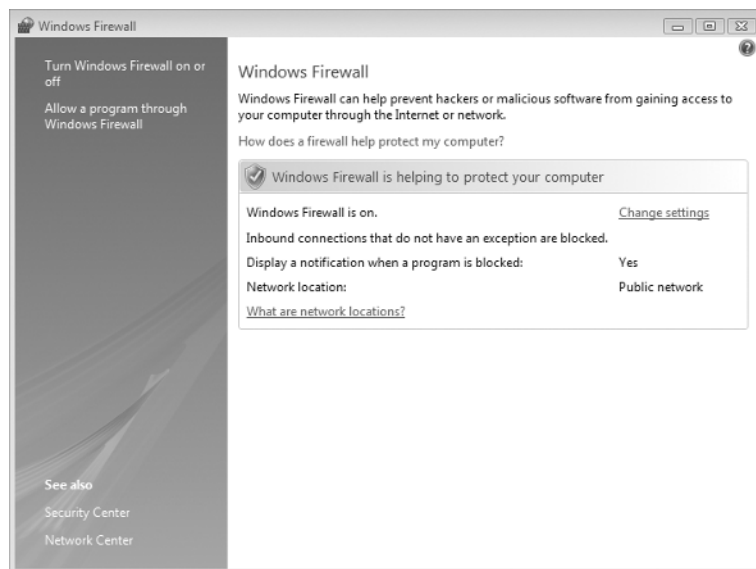 Windows Firewall
Turn Windows Firewall on or
off
Allow a program through
Windows Firewall
See also
Security Center
Network Center
Windows Firewall
Windows Firewall can help prevent hackers or malicious software from gaining access to
your computer through the Internet or network.
How does a firewall help protect my computer?
Windows Firewall is helping to protect your computer
Windows Firewall is on.
Change settings
Inbound connections that do not have an exception are blocked.
Display a notification when a program is blocked: Yes
Network location: Public network
What are network locations?